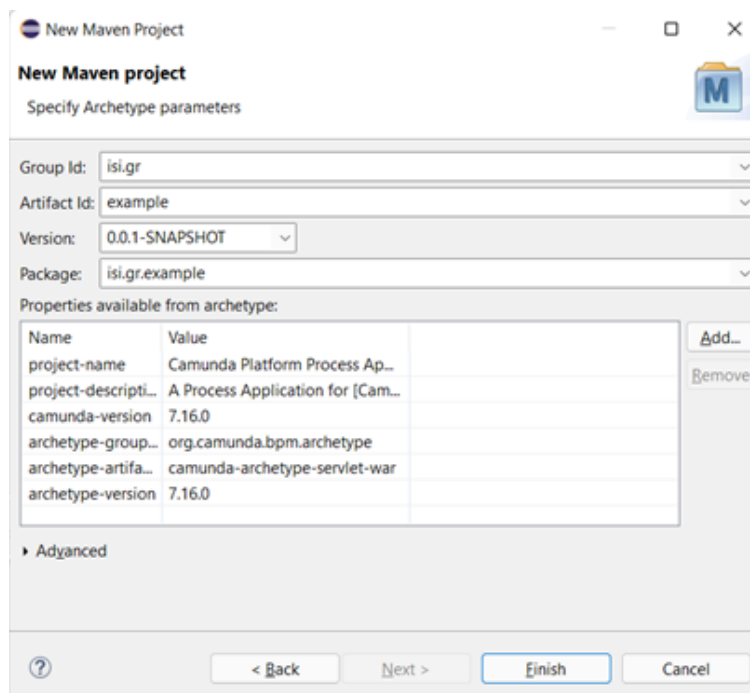 New Maven Project
New Maven project
Specify Archetype parameters
M
Group Id: isi.gr
Artifact Id: example
Version: 0.0.1-SNAPSHOT
Package: isi.gr.example
Properties available from archetype:
Name Value
project-name Camunda Platform Process Ap...
project-descripti... A Process Application for [Cam...
camunda-version 7.16.0
archetype-group... org.camunda.bpm.archetype
archetype-artifa... camunda-archetype-servlet-war
archetype-version 7.16.0
Add...
Remove
Advanced
? < Back Next > Finish Cancel